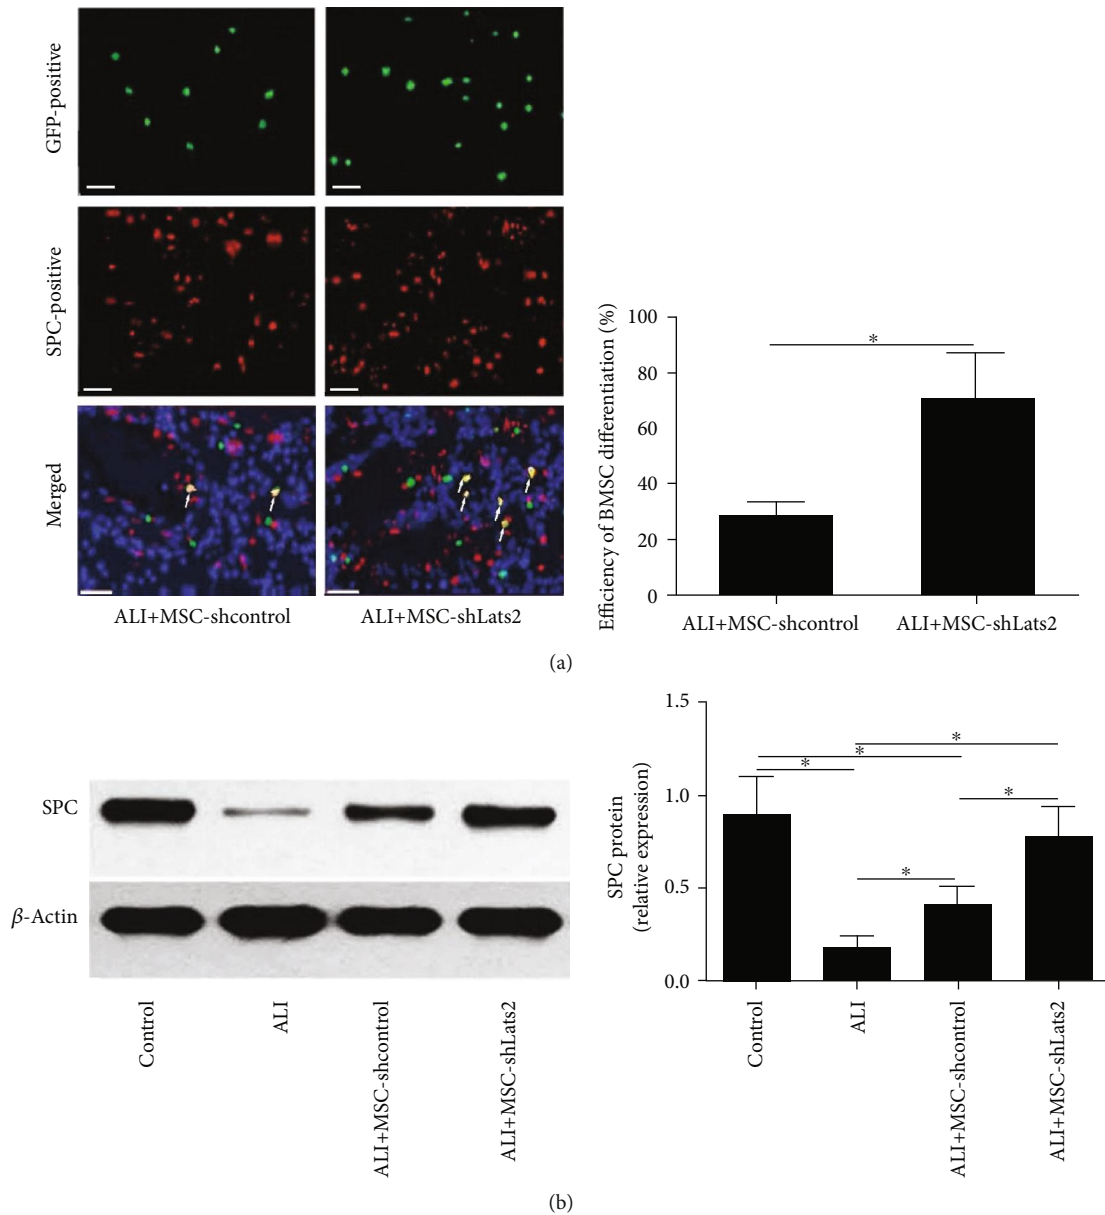 GFP-positive
SPC-positive
Merged
ALI+MSC-shcontrol
ALI+MSC-shLats2
Efficiency of BMSC differentiation (%)
100
80
60
40
20
0
*
ALI+MSC-shcontrol
ALI+MSC-shLats2
(a)
SPC
β-Actin
Control
ALI
ALI+MSC-shcontrol
ALI+MSC-shLats2
SPC protein
(relative expression)
1.5
1.0
0.5
0.0
*
*
*
*
*
Control
ALI
ALI+MSC-shcontrol
ALI+MSC-shLats2
(b)